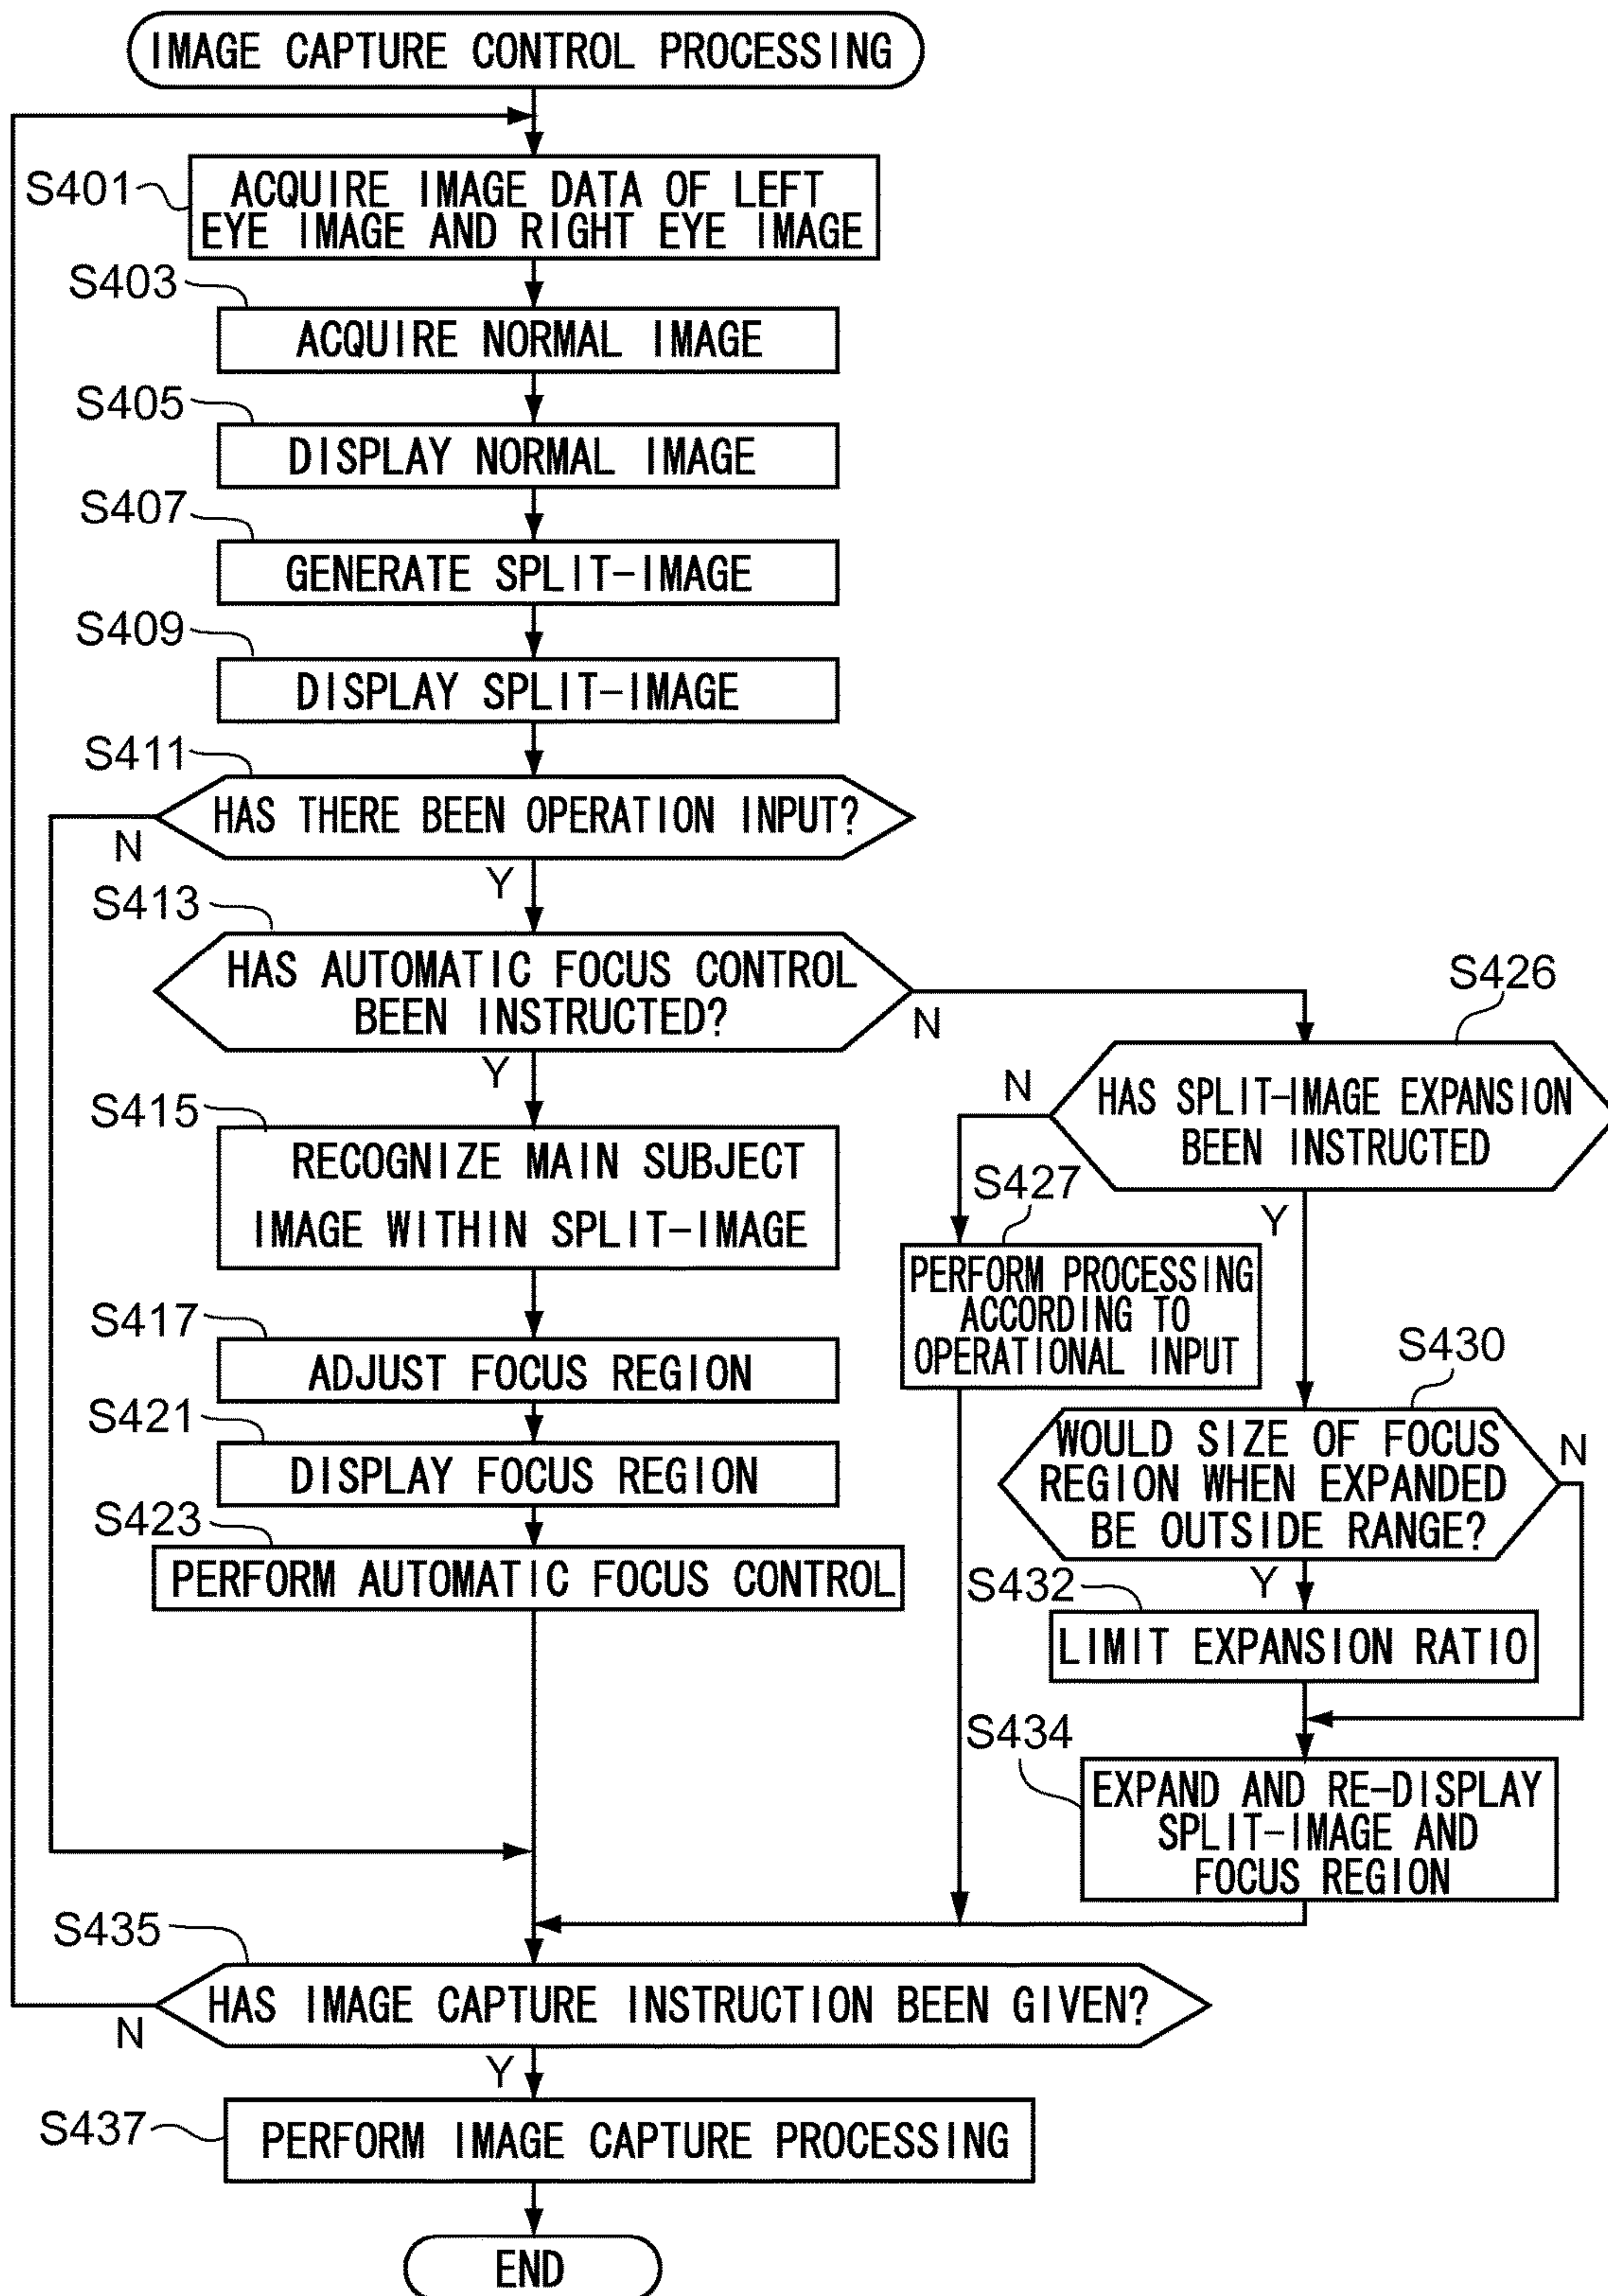 IMAGE CAPTURE CONTROL PROCESSING
S401
ACQUIRE IMAGE DATA OF LEFT
EYE IMAGE AND RIGHT EYE IMAGE
S403
ACQUIRE NORMAL IMAGE
S405
DISPLAY NORMAL IMAGE
S407
GENERATE SPLIT-IMAGE
S409
DISPLAY SPLIT-IMAGE
S411
HAS THERE BEEN OPERATION INPUT?
N
Y
S413
HAS AUTOMATIC FOCUS CONTROL
BEEN INSTRUCTED?
N
Y
S415
RECOGNIZE MAIN SUBJECT
IMAGE WITHIN SPLIT-IMAGE
S417
ADJUST FOCUS REGION
S421
DISPLAY FOCUS REGION
S423
PERFORM AUTOMATIC FOCUS CONTROL
S426
HAS SPLIT-IMAGE EXPANSION
BEEN INSTRUCTED
N
Y
S427
PERFORM PROCESSING
ACCORDING TO
OPERATIONAL INPUT
S430
WOULD SIZE OF FOCUS
REGION WHEN EXPANDED
BE OUTSIDE RANGE?
N
Y
S432
LIMIT EXPANSION RATIO
S434
EXPAND AND RE-DISPLAY
SPLIT-IMAGE AND
FOCUS REGION
S435
HAS IMAGE CAPTURE INSTRUCTION BEEN GIVEN?
N
Y
S437
PERFORM IMAGE CAPTURE PROCESSING
END